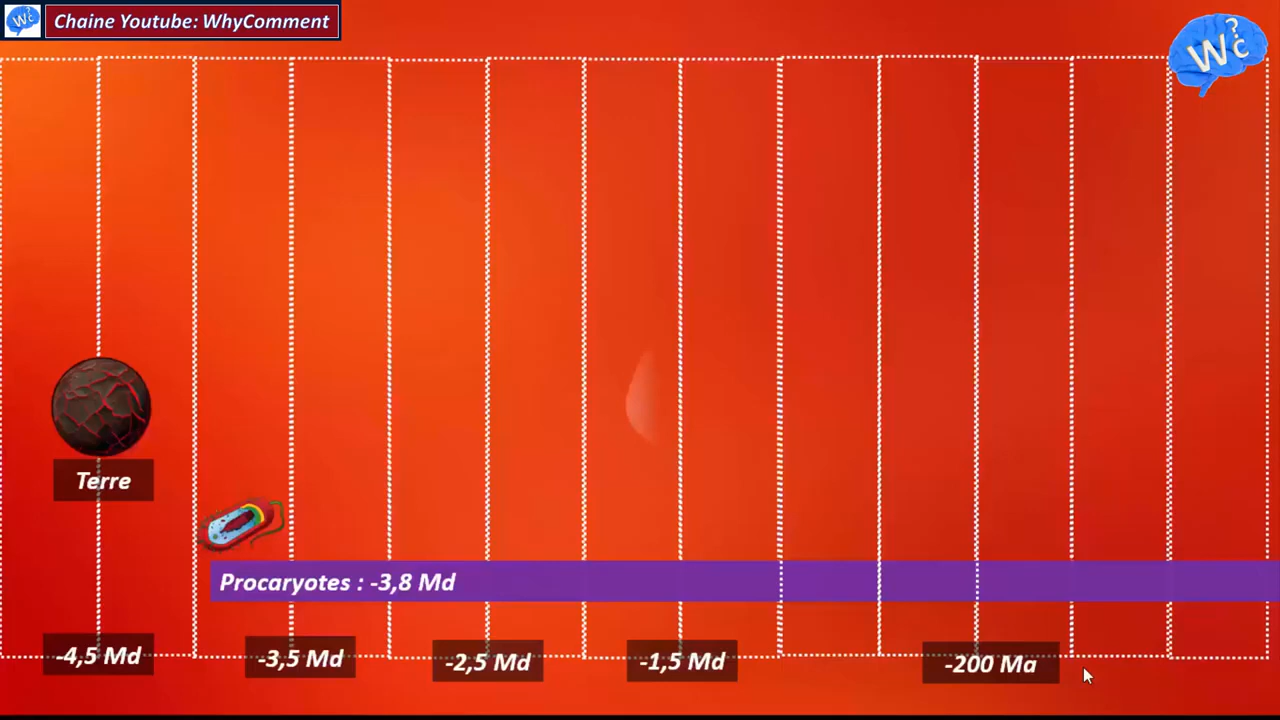 Wc?
Chaine Youtube: WhyComment
W?c
Terre
Procaryotes : -3,8 Md
-4,5 Md
-3,5 Md
-2,5 Md
-1,5 Md
-200 Ma